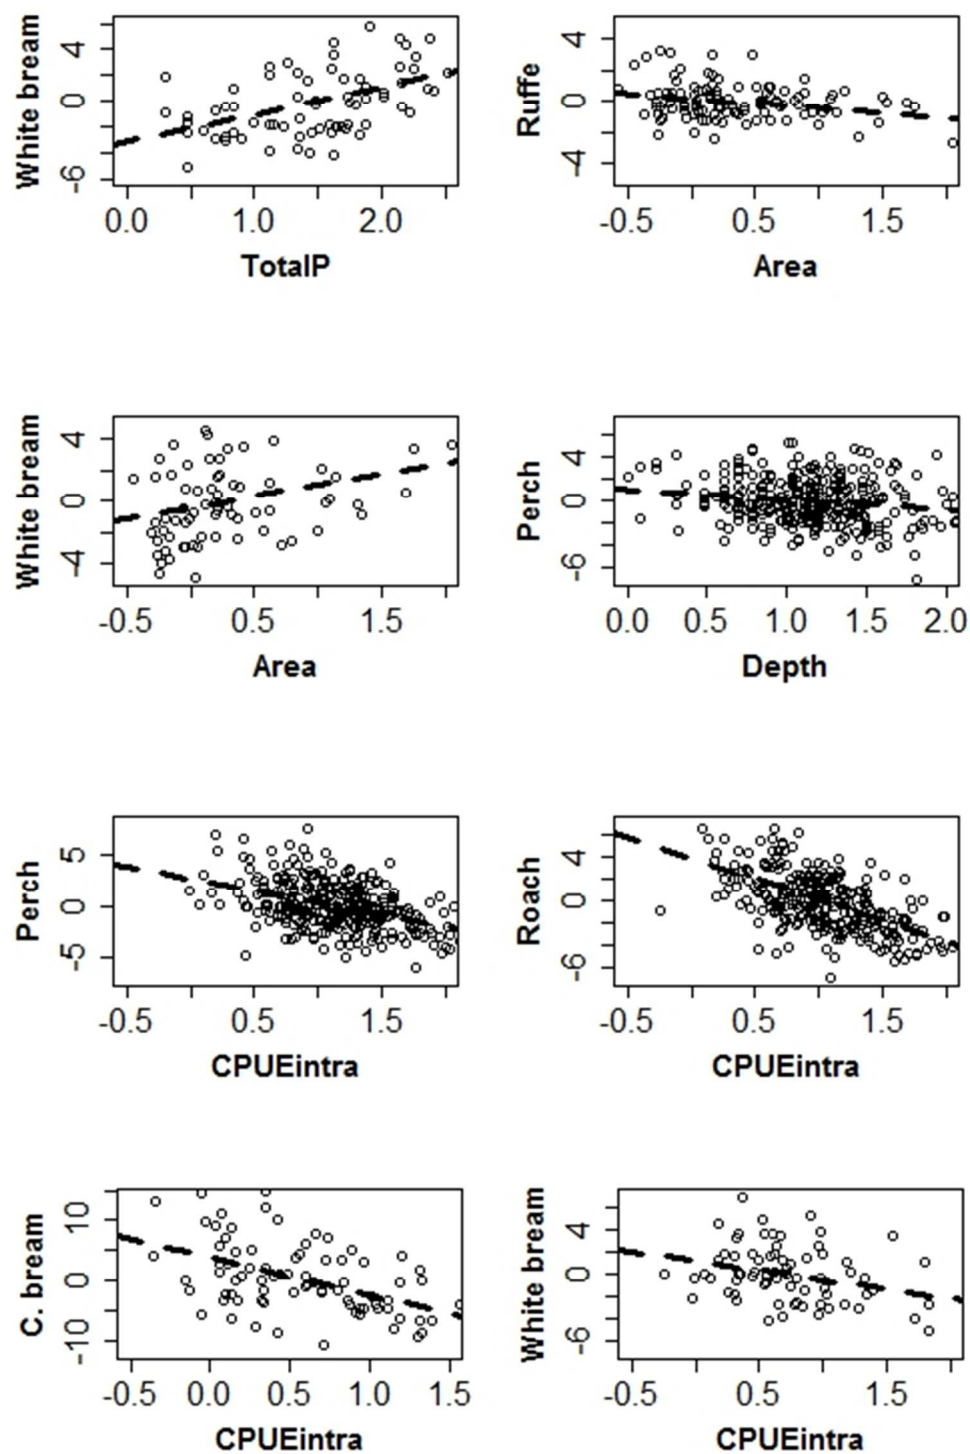 White bream
4
0
-6
0.0 1.0 2.0
TotalP
Ruffe
4
0
-4
-0.5 0.5 1.5
Area
White bream
4
0
-4
-0.5 0.5 1.5
Area
Perch
4
0
-6
0.0 0.5 1.0 1.5 2.0
Depth
Perch
5
0
-5
-0.5 0.5 1.5
CPUEintra
Roach
4
0
-6
-0.5 0.5 1.5
CPUEintra
C. bream
10
0
-10
-0.5 0.0 0.5 1.0 1.5
CPUEintra
White bream
4
0
-6
-0.5 0.5 1.5
CPUEintra